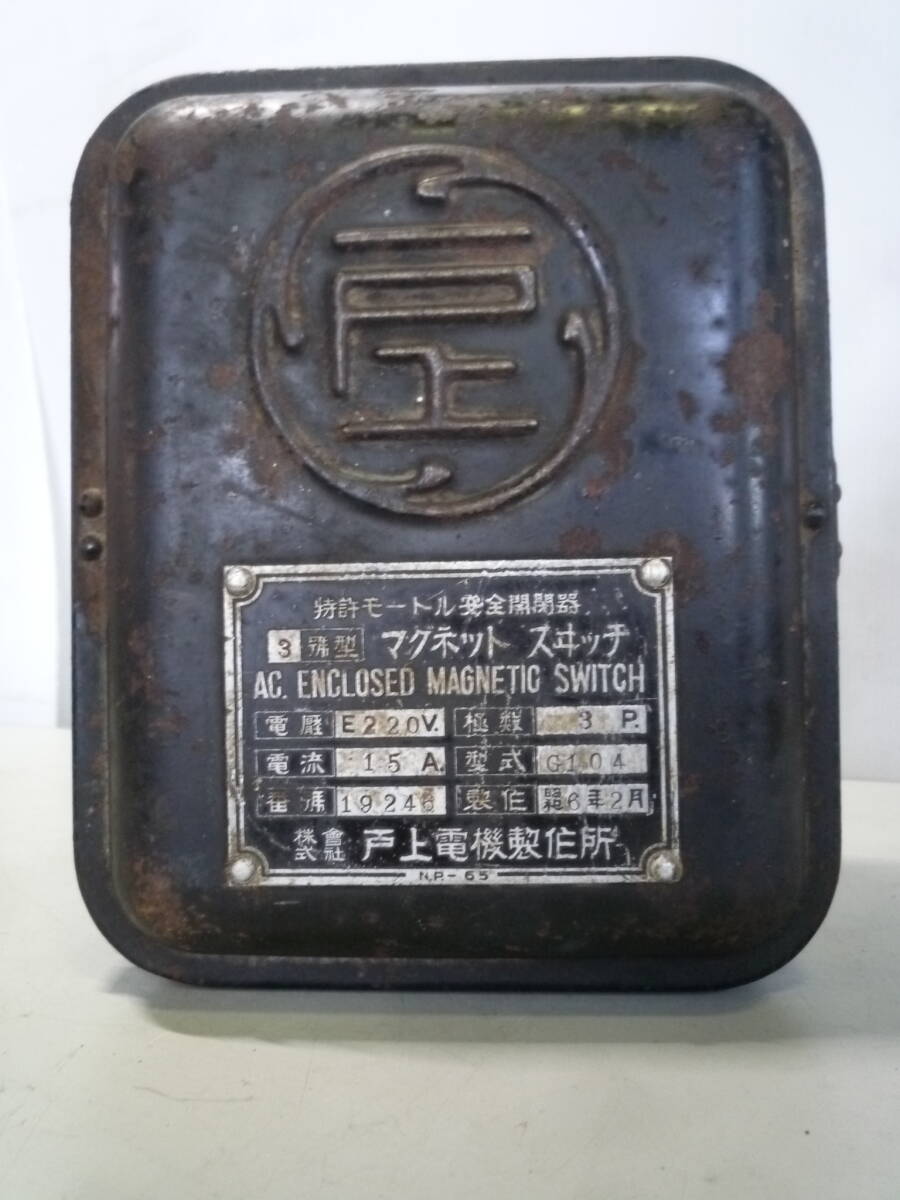 戸上
特許モートル安全開閉器
3 號型 マグネット スヰッチ
AC. ENCLOSED MAGNETIC SWITCH
電壓 E220V. 極数 3 P.
電流 15 A 型式 G104
番號 19246 製作 昭6年2月
株式會社 戸上電機製作所
N.P.-65